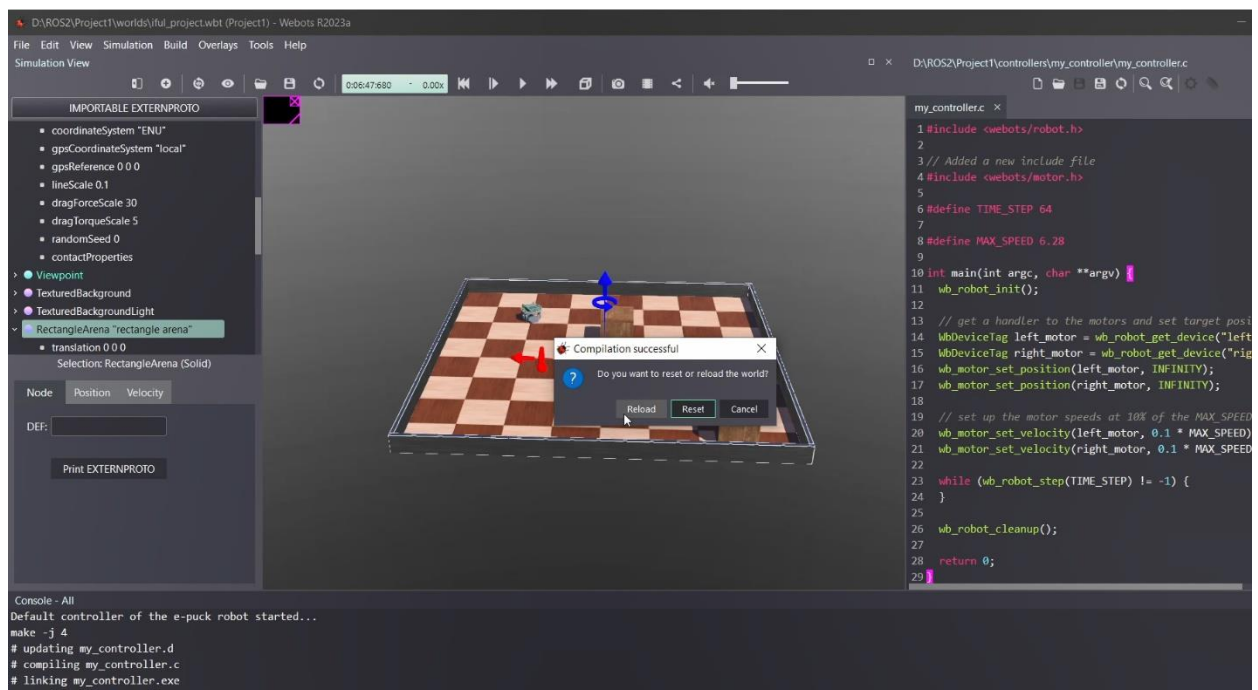 D:\ROS2\Project1\worlds\iful_project.wbt (Project1) - Webots R2023a
File Edit View Simulation Build Overlays Tools Help
Simulation View
0:06:47:680 - 0.00x
IMPORTABLE EXTERNPROTO
coordinateSystem "ENU"
gpsCoordinateSystem "local"
gpsReference 0 0 0
lineScale 0.1
dragForceScale 30
dragTorqueScale 5
randomSeed 0
contactProperties
Viewpoint
TexturedBackground
TexturedBackgroundLight
RectangleArena "rectangle arena"
translation 0 0 0
Selection: RectangleArena (Solid)
Node Position Velocity
DEF:
Print EXTERNPROTO
Compilation successful
Do you want to reset or reload the world?
Reload Reset Cancel
D:\ROS2\Project1\controllers\my_controller\my_controller.c
my_controller.c
1 #include <webots/robot.h>
2
3 // Added a new include file
4 #include <webots/motor.h>
5
6 #define TIME_STEP 64
7
8 #define MAX_SPEED 6.28
9
10 int main(int argc, char **argv) {
11 wb_robot_init();
12
13 // get a handler to the motors and set target posi
14 WbDeviceTag left_motor = wb_robot_get_device("left
15 WbDeviceTag right_motor = wb_robot_get_device("rig
16 wb_motor_set_position(left_motor, INFINITY);
17 wb_motor_set_position(right_motor, INFINITY);
18
19 // set up the motor speeds at 10% of the MAX_SPEED
20 wb_motor_set_velocity(left_motor, 0.1 * MAX_SPEED)
21 wb_motor_set_velocity(right_motor, 0.1 * MAX_SPEED
22
23 while (wb_robot_step(TIME_STEP) != -1) {
24 }
25
26 wb_robot_cleanup();
27
28 return 0;
29 }
Console - All
Default controller of the e-puck robot started...
make -j 4
# updating my_controller.d
# compiling my_controller.c
# linking my_controller.exe